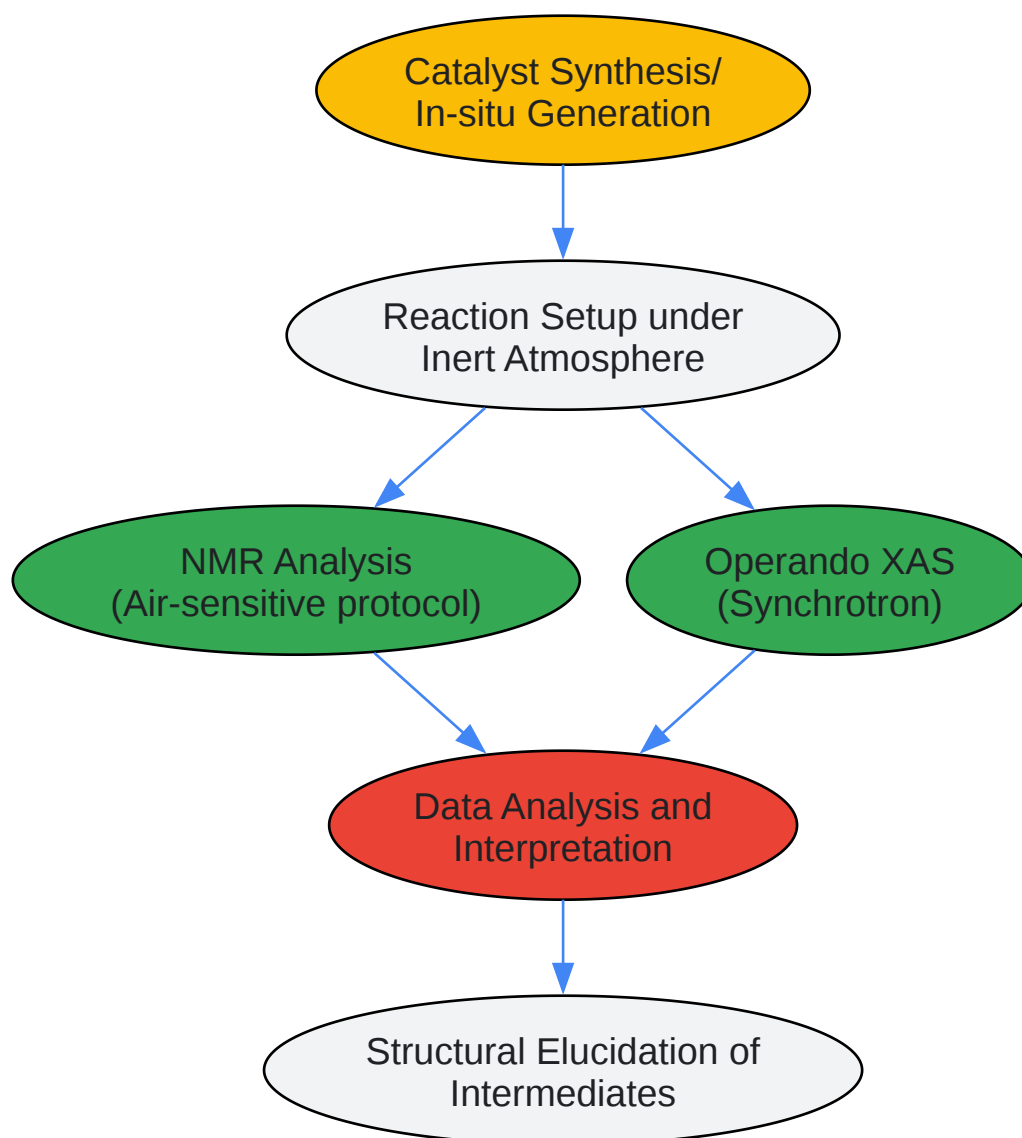 Catalyst Synthesis/
In-situ Generation
Reaction Setup under
Inert Atmosphere
NMR Analysis
(Air-sensitive protocol)
Operando XAS
(Synchrotron)
Data Analysis and
Interpretation
Structural Elucidation of
Intermediates